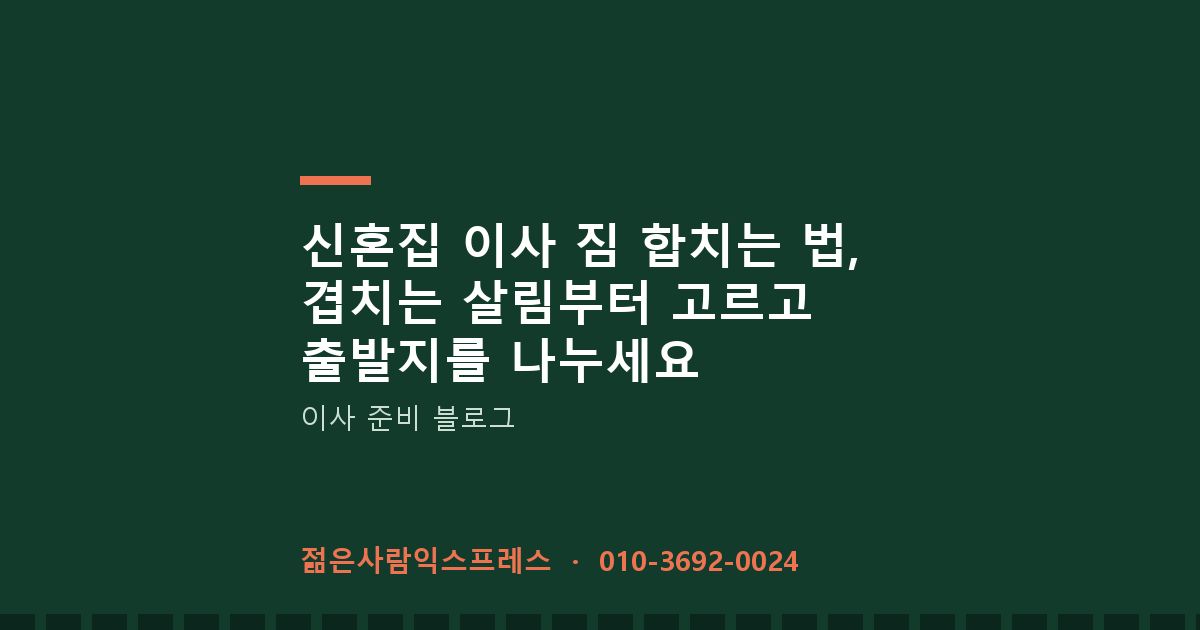 신혼집 이사 짐 합치는 법,
겹치는 살림부터 고르고
출발지를 나누세요
이사 준비 블로그
젊은사람익스프레스 · 010-3692-0024